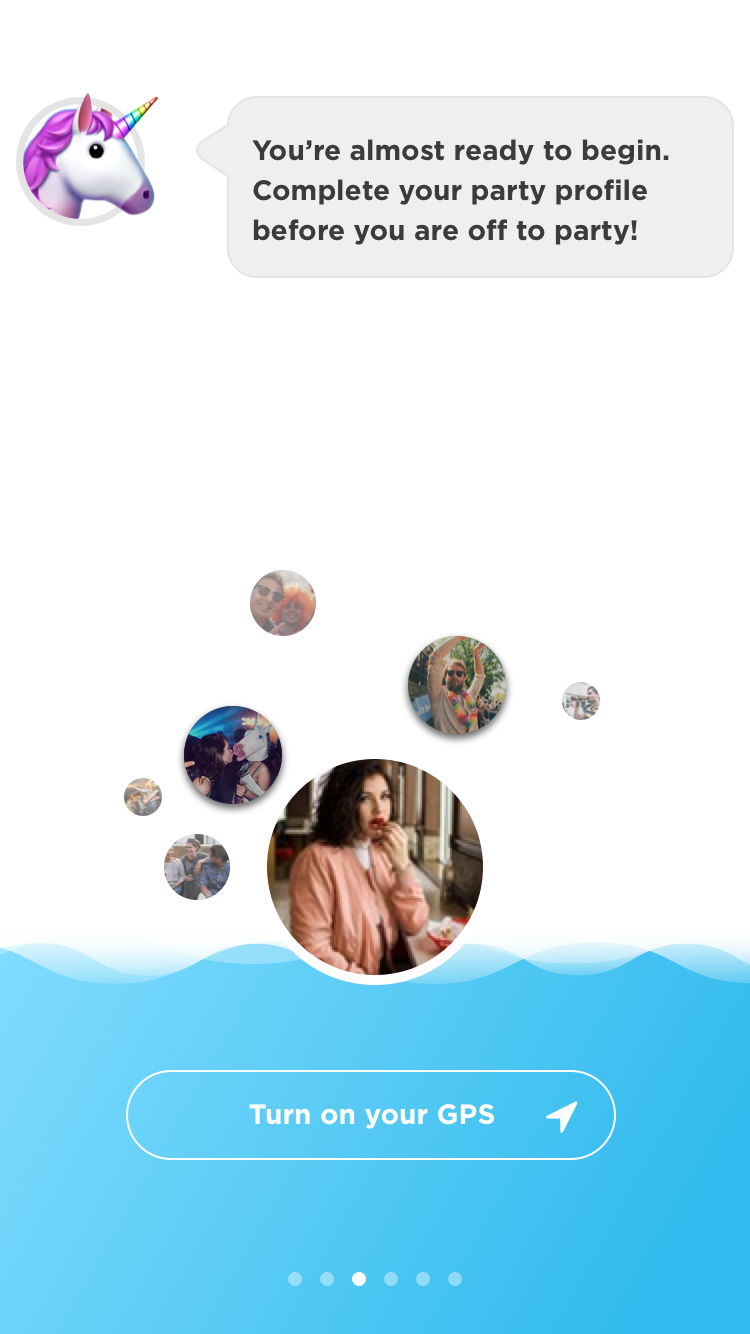 You’re almost ready to begin.
Complete your party profile
before you are off to party!
Turn on your GPS